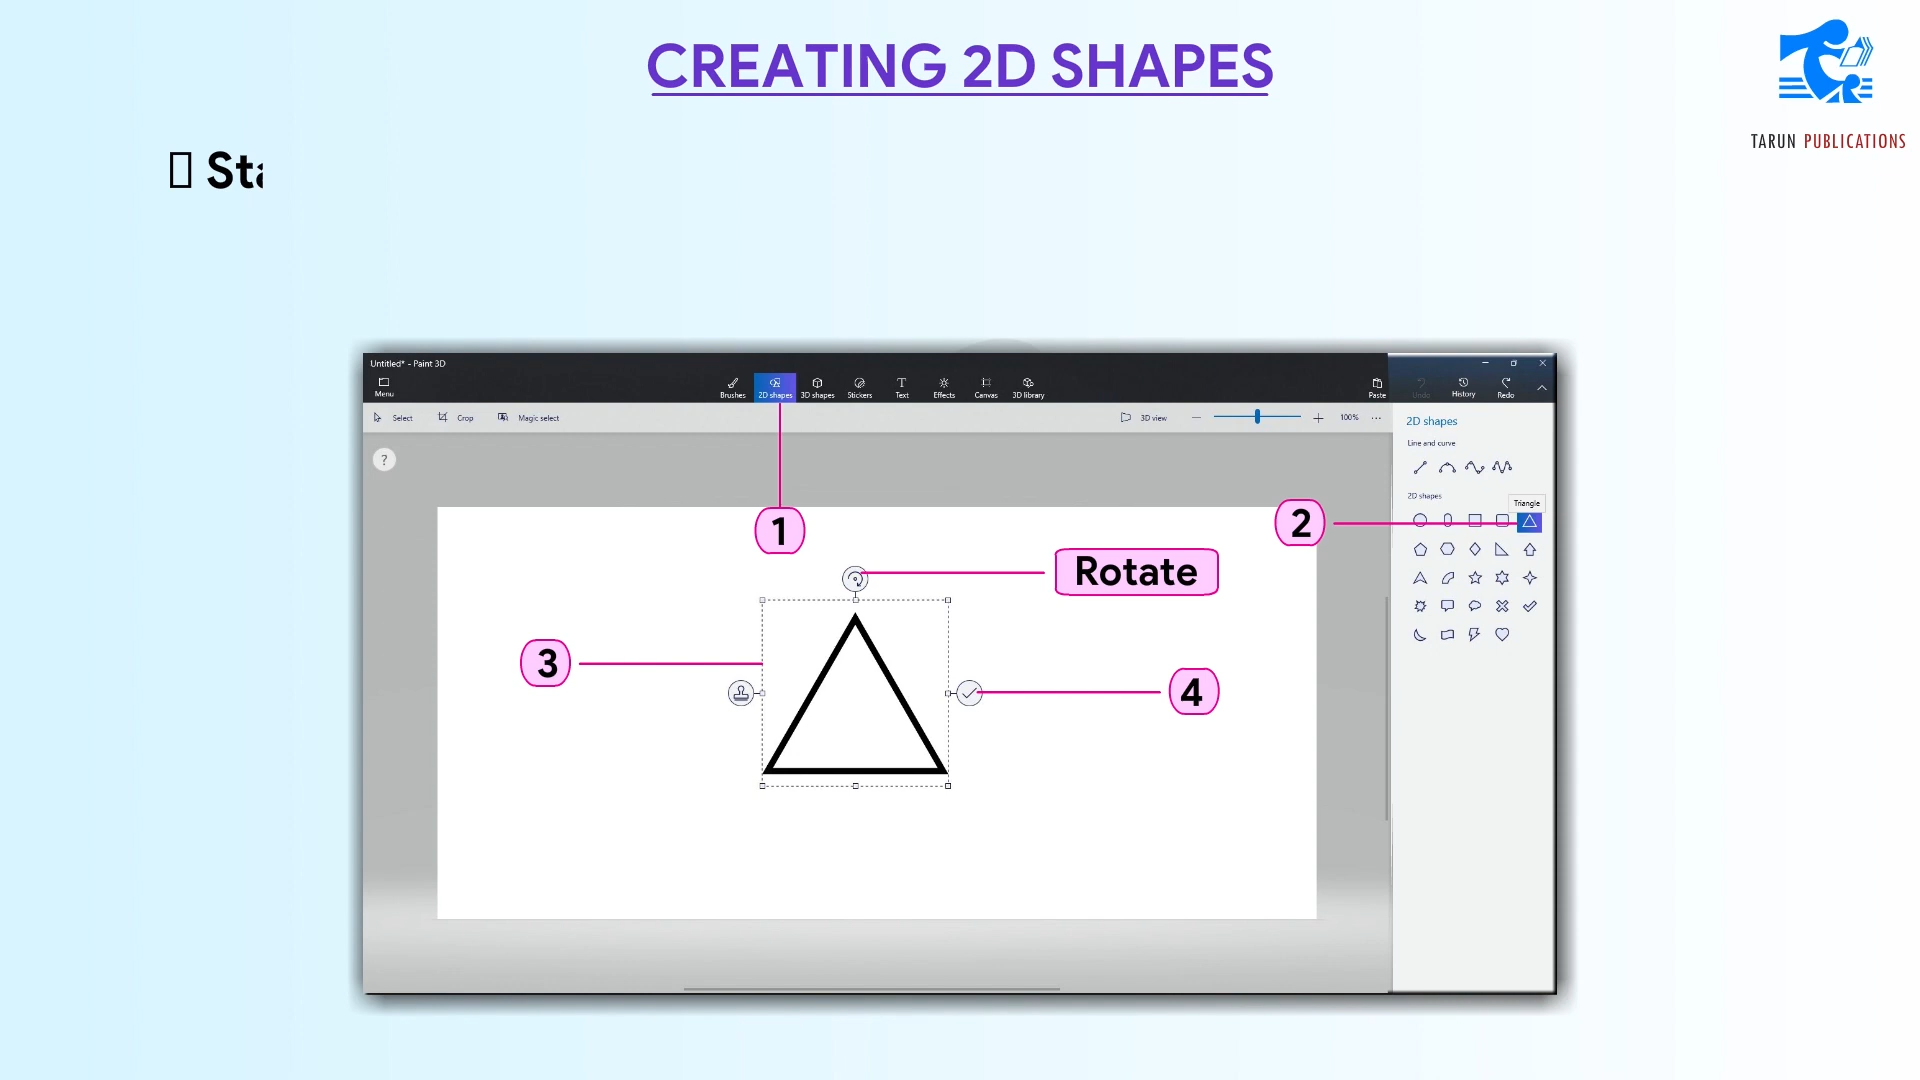 CREATING 2D SHAPES
TARUN PUBLICATIONS
Untitled* - Paint 3D
Menu
Brushes
2D shapes
3D shapes
Stickers
Text
Effects
Canvas
3D library
Paste
Undo
History
Redo
Select
Crop
Magic select
3D view
100%
2D shapes
Line and curve
2D shapes
Triangle
?
1
2
Rotate
3
4